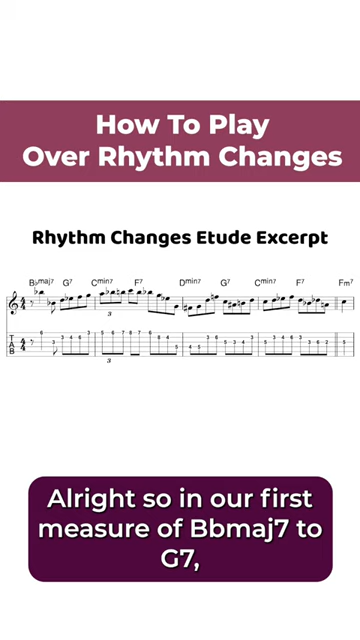 How To Play
Over Rhythm Changes
Rhythm Changes Etude Excerpt
B♭maj7 G7 Cmin7 F7 Dmin7 G7 Cmin7 F7 Fm7
Alright so in our first
measure of Bbmaj7 to
G7,